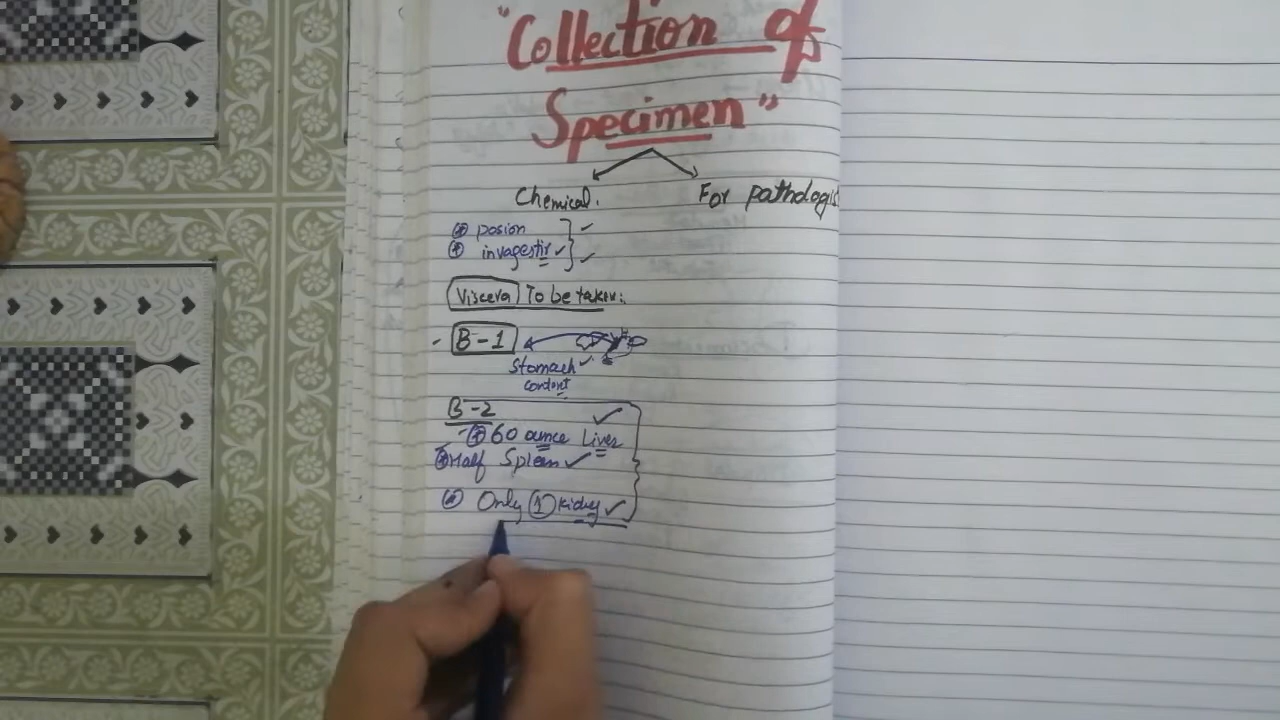 "Collection of
Specimen"
Chemical.
For pathologis
posion
invagestir
Viscera To be taken:
B-1
Stomach
content
B-2
60 ounce Liver
Half Spleen
Only 1 Kidney